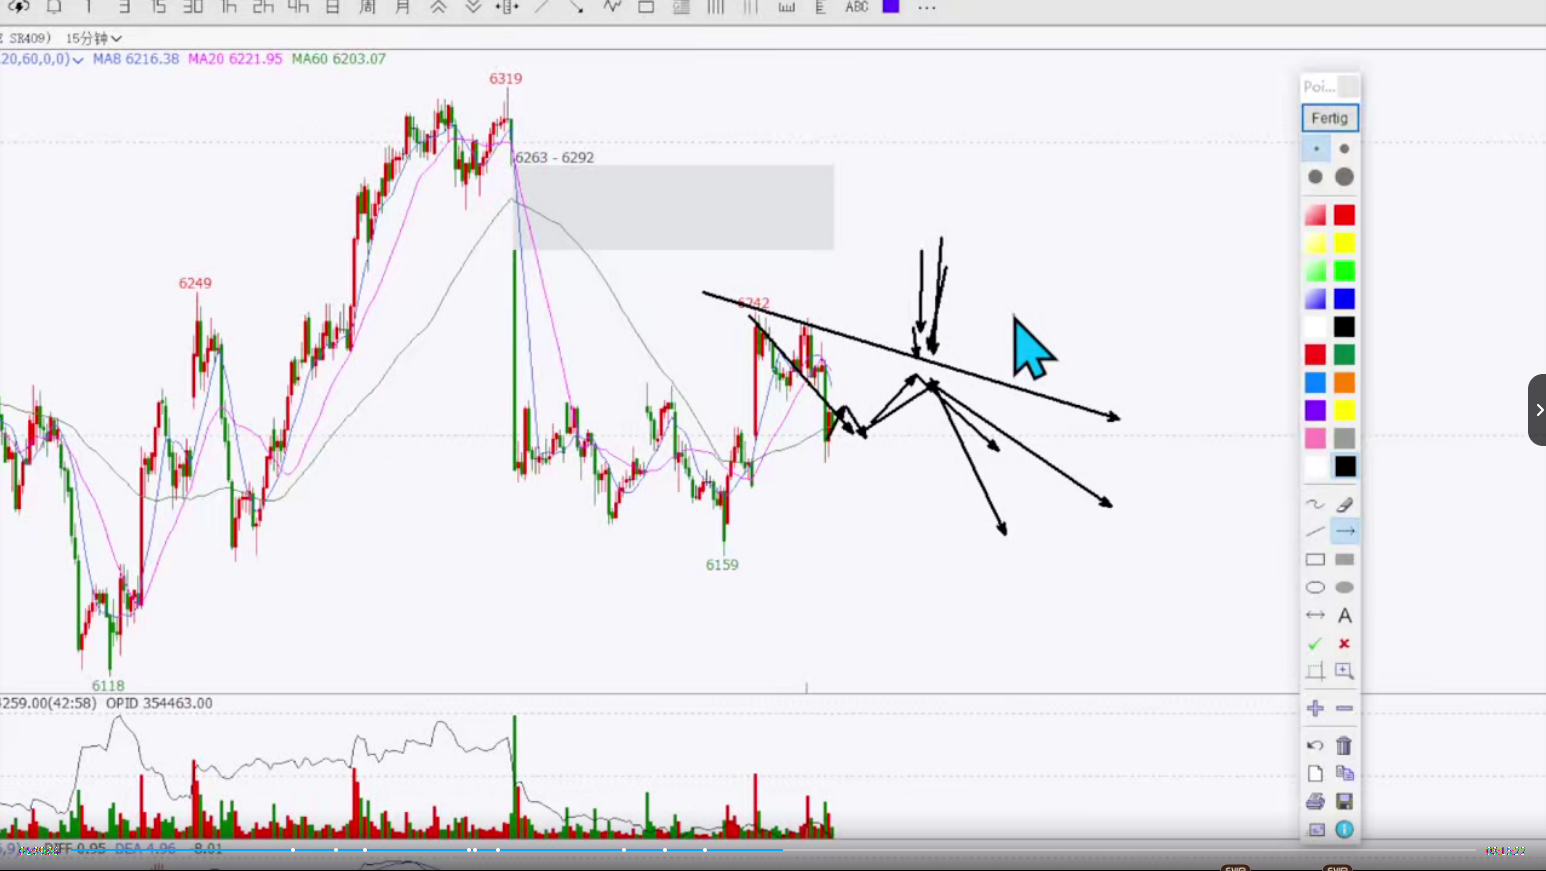 1 3 15 30 1h 2h 4h 日 周 月 ABC ...
SR409) 15分钟
Poi...
20,60,0,0) MA8 6216.38 MA20 6221.95 MA60 6203.07
6319
Fertig
6263 - 6292
6249
6242
6159
A
6118
4259.00(42:58) OPID 354463.00
DIFF 0.95 DEA 4.96 -8.01